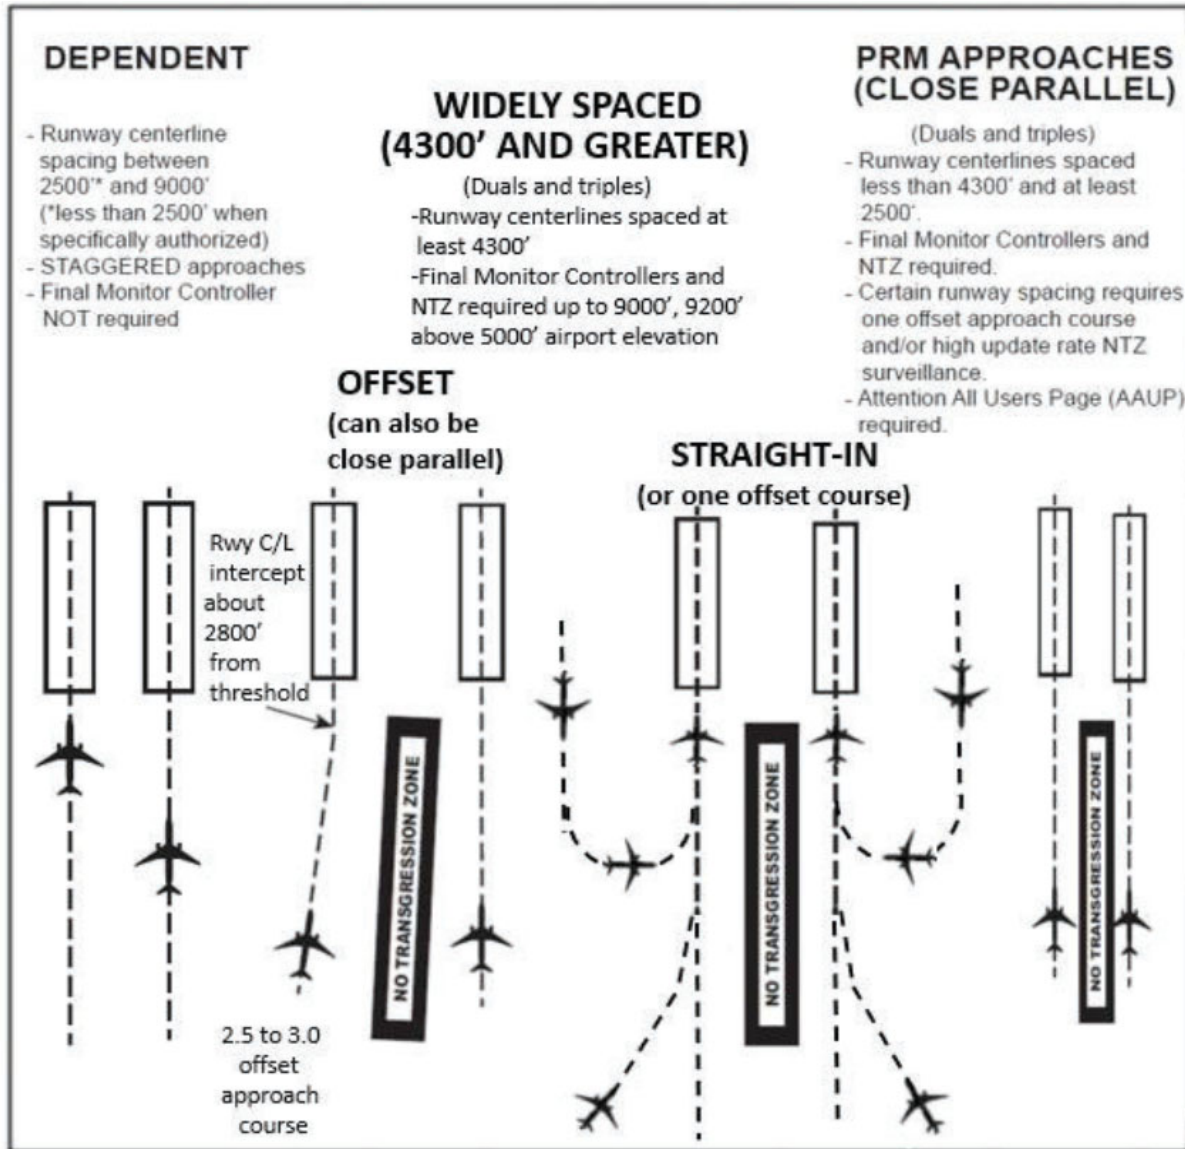 DEPENDENT
- Runway centerline
spacing between
2500'* and 9000'
(*less than 2500' when
specifically authorized)
- STAGGERED approaches
- Final Monitor Controller
NOT required
WIDELY SPACED
(4300' AND GREATER)
(Duals and triples)
-Runway centerlines spaced at
least 4300'
-Final Monitor Controllers and
NTZ required up to 9000', 9200'
above 5000' airport elevation
PRM APPROACHES
(CLOSE PARALLEL)
(Duals and triples)
- Runway centerlines spaced
less than 4300' and at least
2500'.
- Final Monitor Controllers and
NTZ required.
- Certain runway spacing requires
one offset approach course
and/or high update rate NTZ
surveillance.
- Attention All Users Page (AAUP)
required.
OFFSET
(can also be
close parallel)
STRAIGHT-IN
(or one offset course)
Rwy C/L
intercept
about
2800'
from
threshold
NO TRANSGRESSION ZONE
NO TRANSGRESSION ZONE
NO TRANSGRESSION ZONE
2.5 to 3.0
offset
approach
course